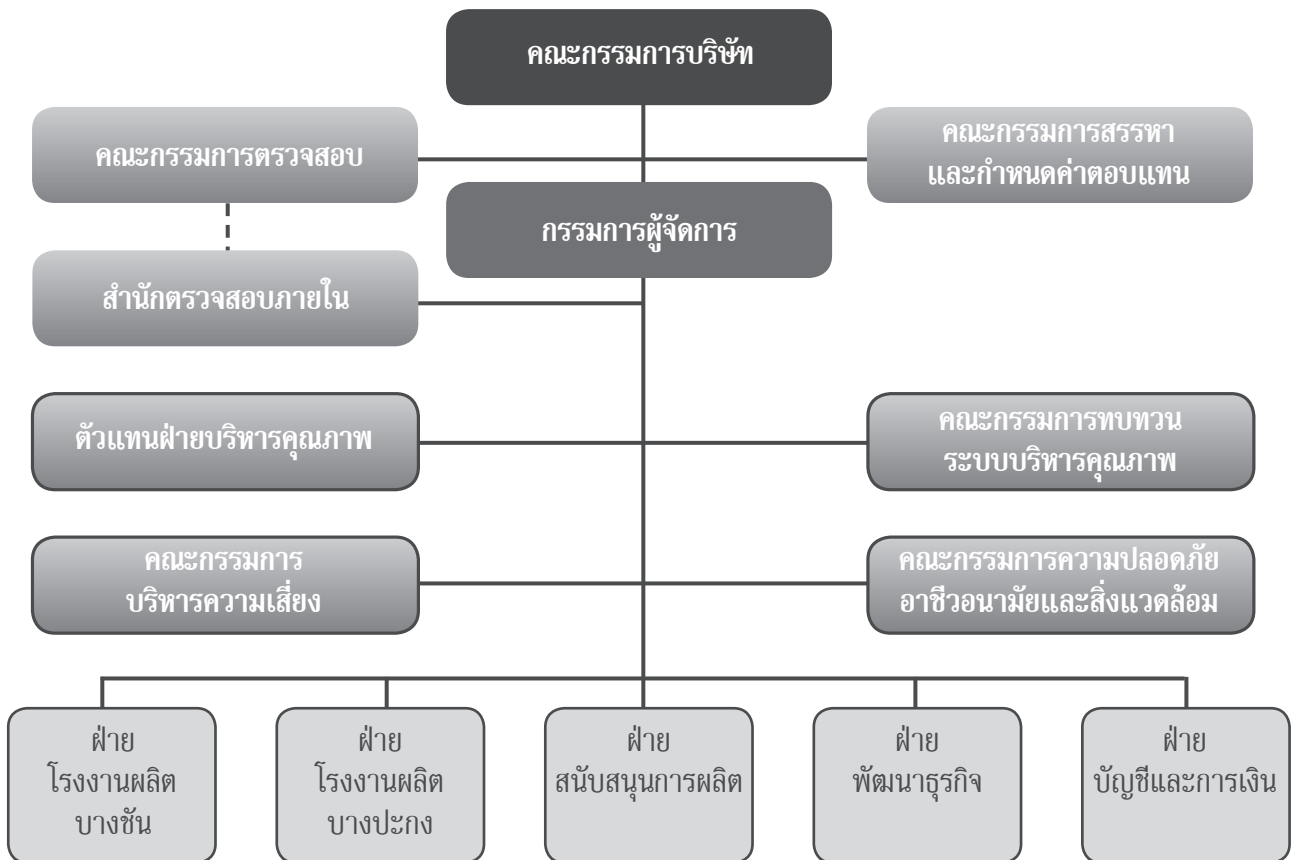 คณะกรรมการบริษัท
คณะกรรมการตรวจสอบ
คณะกรรมการสรรหา
และกำหนดค่าตอบแทน
กรรมการผู้จัดการ
สำนักตรวจสอบภายใน
ตัวแทนฝ่ายบริหารคุณภาพ
คณะกรรมการทบทวน
ระบบบริหารคุณภาพ
คณะกรรมการ
บริหารความเสี่ยง
คณะกรรมการความปลอดภัย
อาชีวอนามัยและสิ่งแวดล้อม
ฝ่าย
โรงงานผลิต
บางชัน
ฝ่าย
โรงงานผลิต
บางปะกง
ฝ่าย
สนับสนุนการผลิต
ฝ่าย
พัฒนาธุรกิจ
ฝ่าย
บัญชีและการเงิน